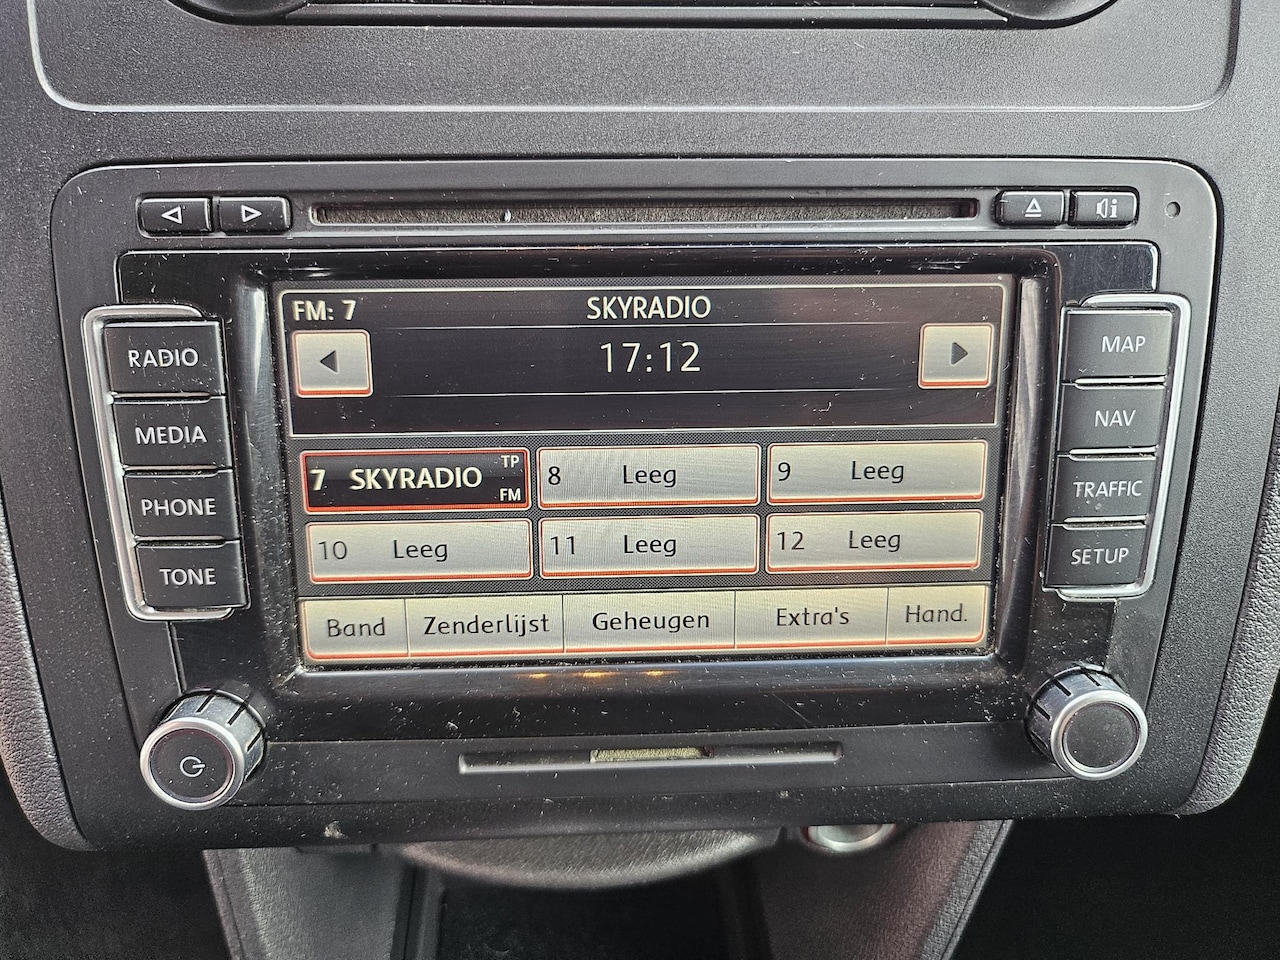 FM: 7 SKYRADIO
17:12
RADIO
MEDIA
PHONE
TONE
MAP
NAV
TRAFFIC
SETUP
7 SKYRADIO TP FM
8 Leeg
9 Leeg
10 Leeg
11 Leeg
12 Leeg
Band Zenderlijst Geheugen Extra's Hand.